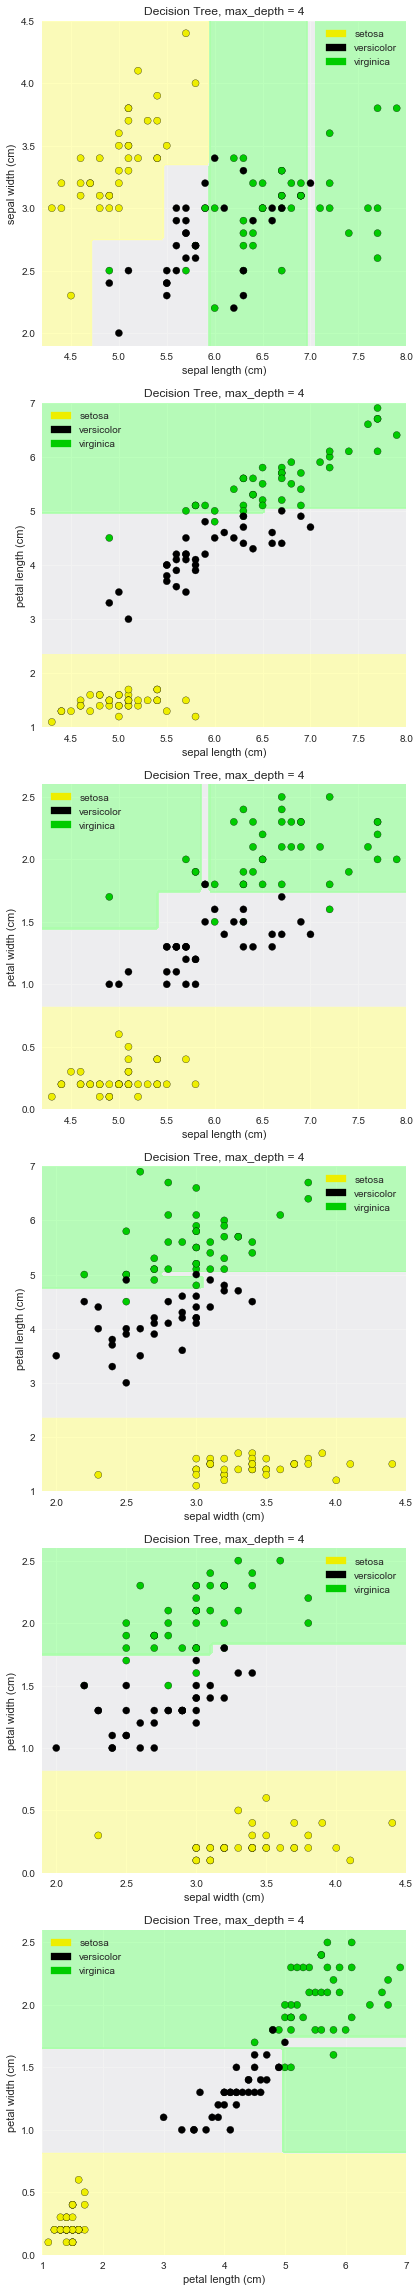 Decision Tree, max_depth = 4
4.5
4.0
3.5
3.0
2.5
2.0
sepal width (cm)
setosa
versicolor
virginica
4.5 5.0 5.5 6.0 6.5 7.0 7.5 8.0
sepal length (cm)
Decision Tree, max_depth = 4
7
6
5
4
3
2
1
petal length (cm)
setosa
versicolor
virginica
4.5 5.0 5.5 6.0 6.5 7.0 7.5 8.0
sepal length (cm)
Decision Tree, max_depth = 4
2.5
2.0
1.5
1.0
0.5
0.0
petal width (cm)
setosa
versicolor
virginica
4.5 5.0 5.5 6.0 6.5 7.0 7.5 8.0
sepal length (cm)
Decision Tree, max_depth = 4
7
6
5
4
3
2
1
petal length (cm)
setosa
versicolor
virginica
2.0 2.5 3.0 3.5 4.0 4.5
sepal width (cm)
Decision Tree, max_depth = 4
2.5
2.0
1.5
1.0
0.5
0.0
petal width (cm)
setosa
versicolor
virginica
2.0 2.5 3.0 3.5 4.0 4.5
sepal width (cm)
Decision Tree, max_depth = 4
2.5
2.0
1.5
1.0
0.5
0.0
petal width (cm)
setosa
versicolor
virginica
1 2 3 4 5 6 7
petal length (cm)